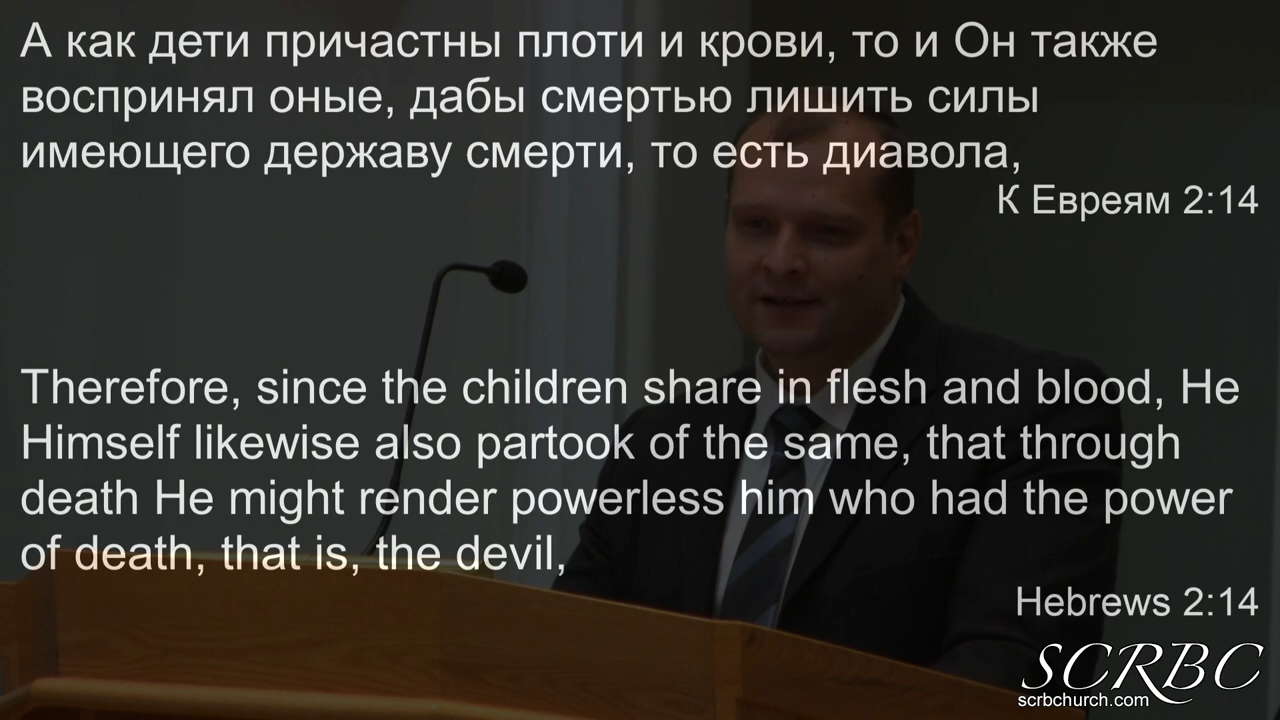 А как дети причастны плоти и крови, то и Он также
воспринял оные, дабы смертью лишить силы
имеющего державу смерти, то есть диавола,
К Евреям 2:14
Therefore, since the children share in flesh and blood, He
Himself likewise also partook of the same, that through
death He might render powerless him who had the power
of death, that is, the devil,
Hebrews 2:14
SCRBC
scrbchurch.com